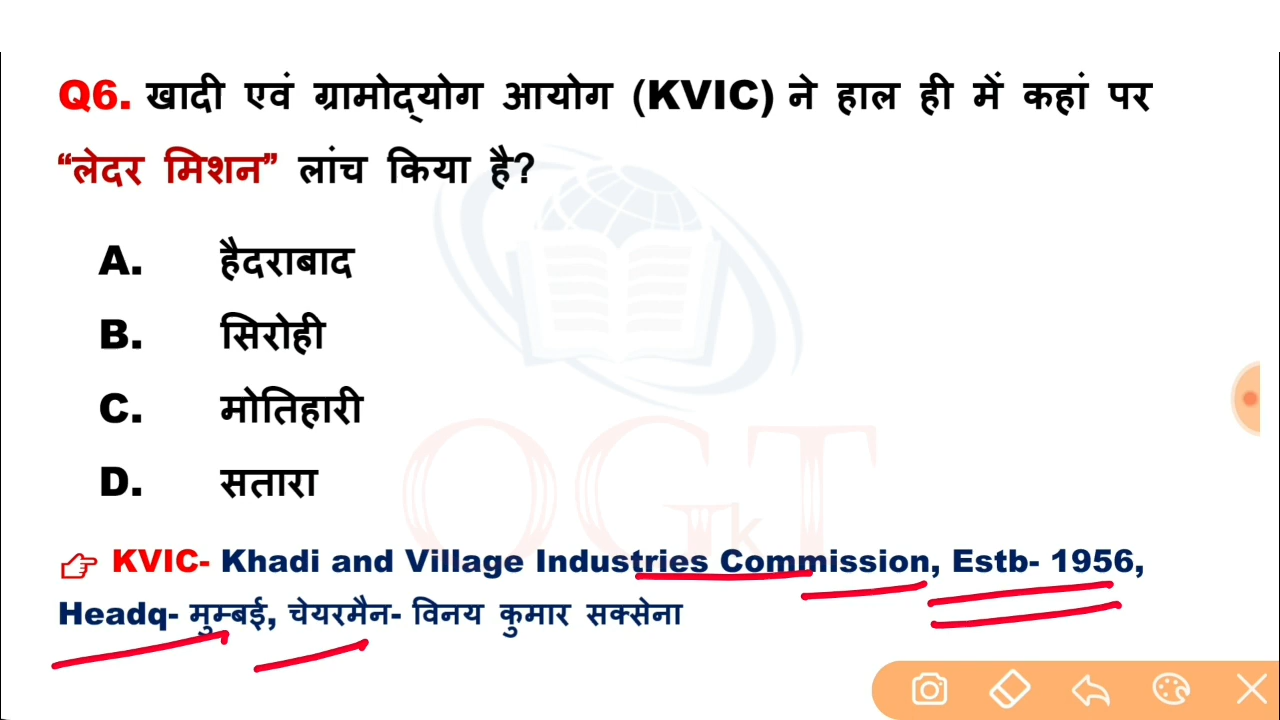 Q6. खादी एवं ग्रामोद्योग आयोग (KVIC) ने हाल ही में कहां पर
“लेदर मिशन” लांच किया है?
A. हैदराबाद
B. सिरोही
C. मोतिहारी
D. सतारा
KVIC- Khadi and Village Industries Commission, Estb- 1956,
Headq- मुम्बई, चेयरमैन- विनय कुमार सक्सेना
OGT
k